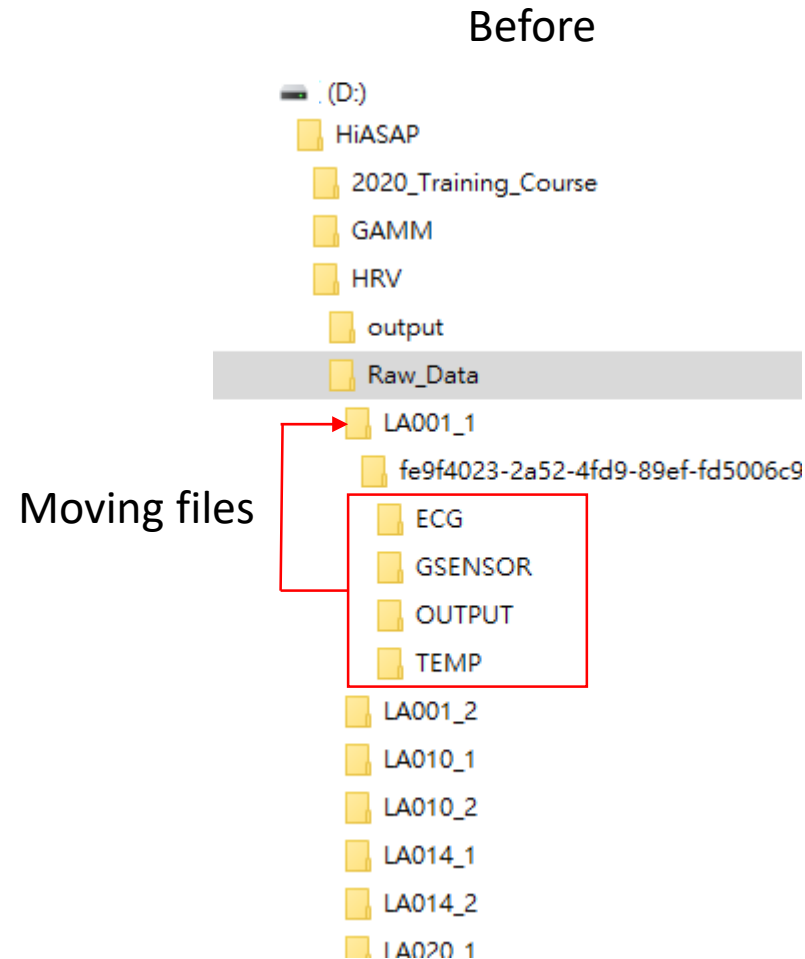 Before
(D:)
HiASAP
2020_Training_Course
GAMM
HRV
output
Raw_Data
LA001_1
fe9f4023-2a52-4fd9-89ef-fd5006c9
Moving files
ECG
GSENSOR
OUTPUT
TEMP
LA001_2
LA010_1
LA010_2
LA014_1
LA014_2
LA020_1